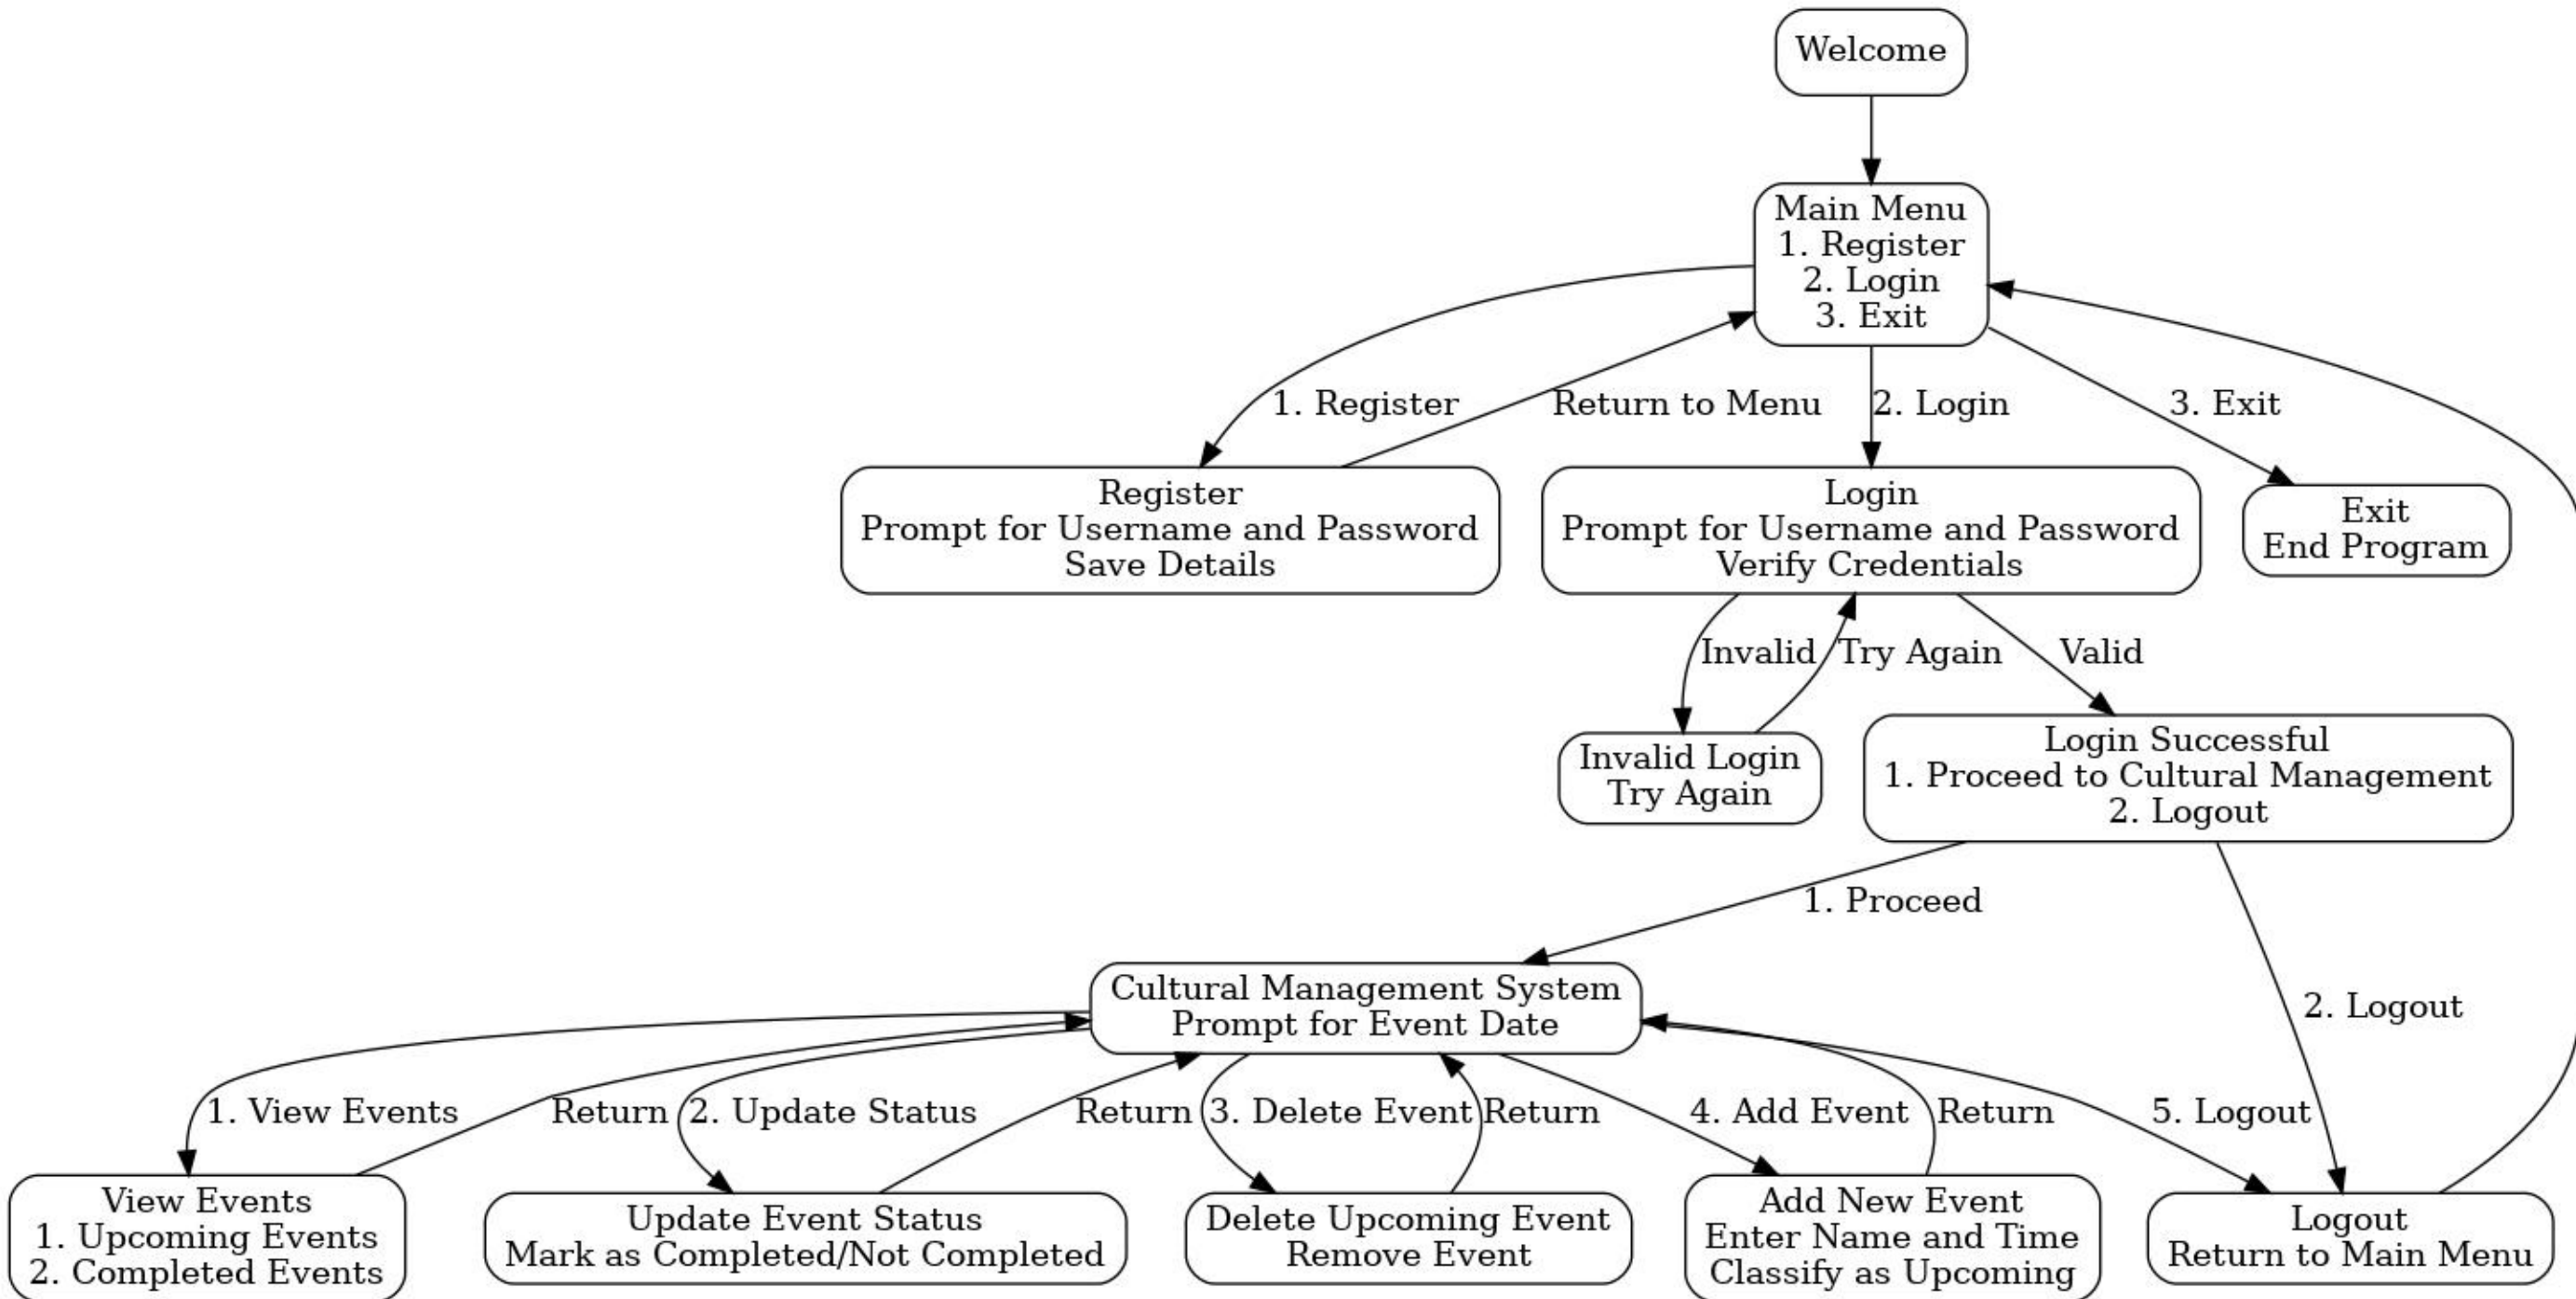 Welcome
Main Menu
1. Register
2. Login
3. Exit
1. Register
Return to Menu
2. Login
3. Exit
Register
Prompt for Username and Password
Save Details
Login
Prompt for Username and Password
Verify Credentials
Exit
End Program
Invalid
Try Again
Valid
Invalid Login
Try Again
Login Successful
1. Proceed to Cultural Management
2. Logout
1. Proceed
Cultural Management System
Prompt for Event Date
2. Logout
1. View Events
Return
2. Update Status
Return
3. Delete Event
Return
4. Add Event
Return
5. Logout
View Events
1. Upcoming Events
2. Completed Events
Update Event Status
Mark as Completed/Not Completed
Delete Upcoming Event
Remove Event
Add New Event
Enter Name and Time
Classify as Upcoming
Logout
Return to Main Menu